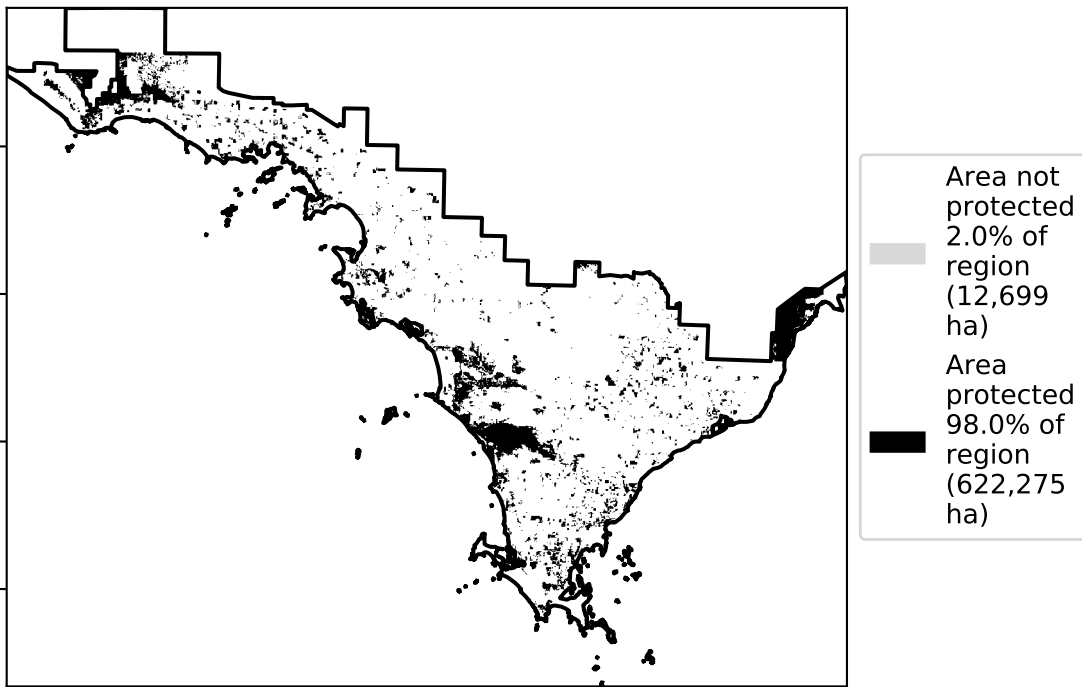 Area not
protected
2.0% of
region
(12,699
ha)
Area
protected
98.0% of
region
(622,275
ha)